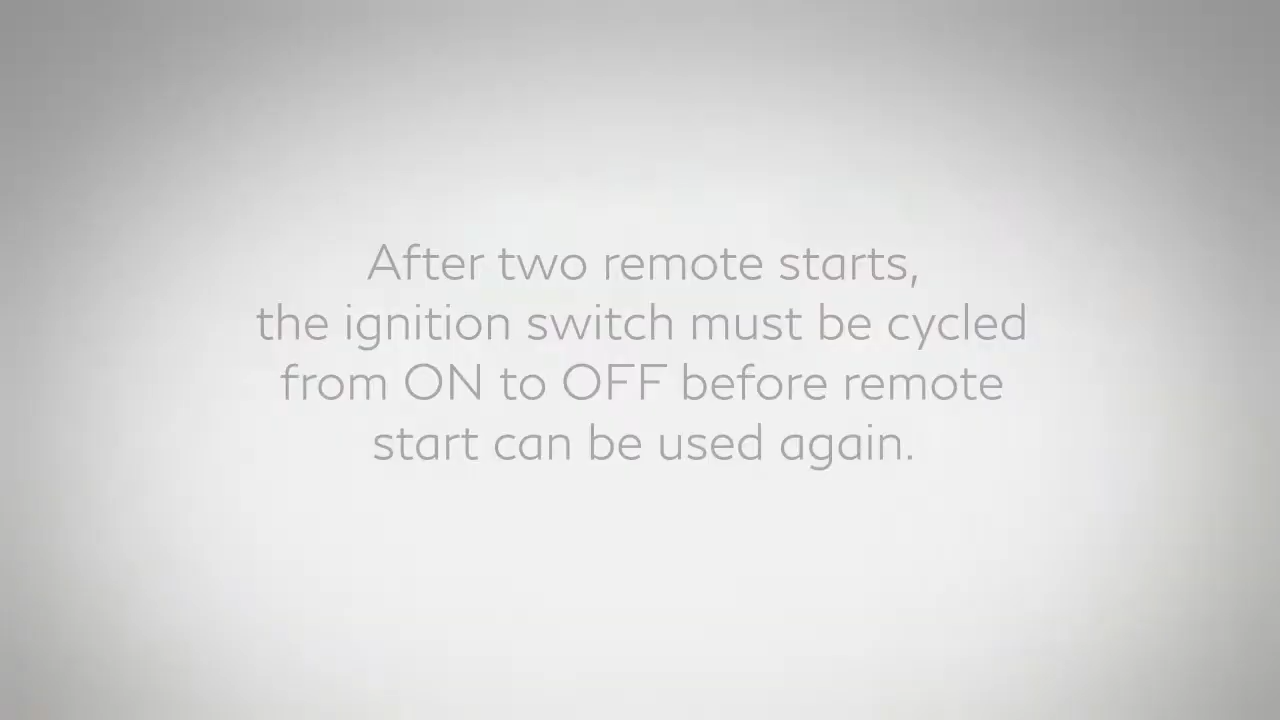 After two remote starts,
the ignition switch must be cycled
from ON to OFF before remote
start can be used again.